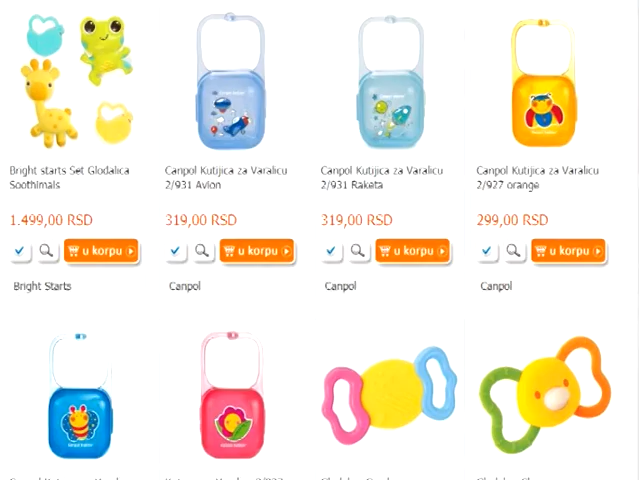 Bright starts Set Glodalica
Soothimals
1.499,00 RSD
u korpu
Bright Starts
Canpol Kutijica za Varalicu
2/931 Avion
319,00 RSD
u korpu
Canpol
Canpol Kutijica za Varalicu
2/931 Raketa
319,00 RSD
u korpu
Canpol
Canpol Kutijica za Varalicu
2/927 orange
299,00 RSD
u korpu
Canpol